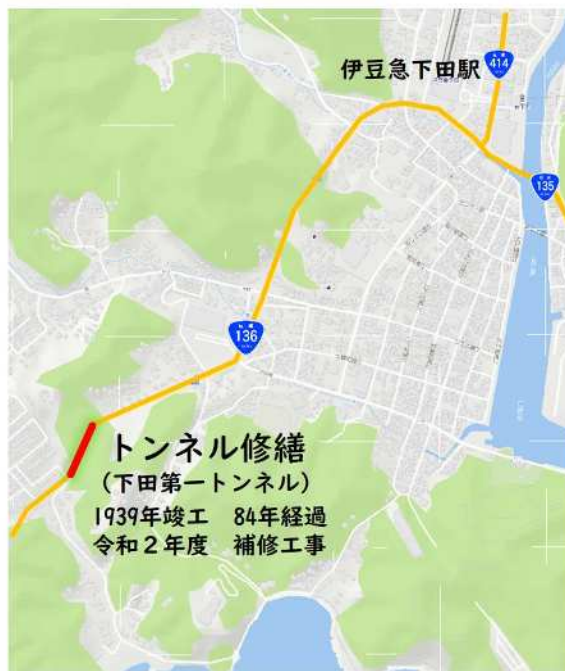 伊豆急下田駅
414
135
136
トンネル修繕
（下田第一トンネル）
1939年竣工 84年経過
令和２年度 補修工事